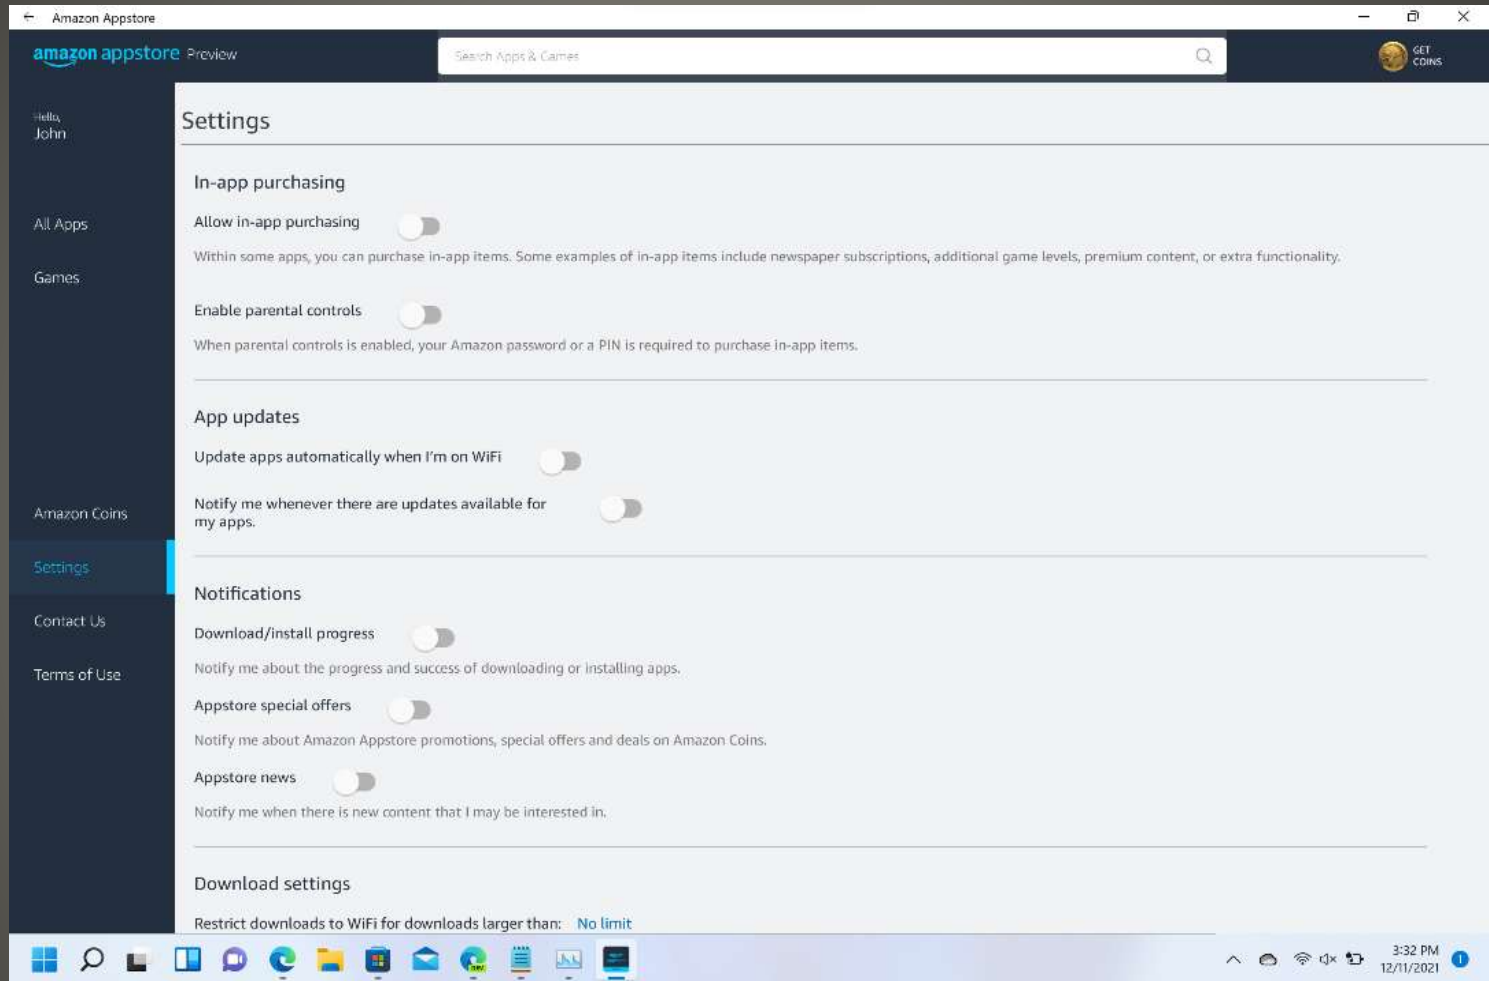 Amazon Appstore
amazon appstore Preview
Search Apps & Games
GET
COINS
Hello,
John
All Apps
Games
Amazon Coins
Settings
Contact Us
Terms of Use
Settings
In-app purchasing
Allow in-app purchasing
Within some apps, you can purchase in-app items. Some examples of in-app items include newspaper subscriptions, additional game levels, premium content, or extra functionality.
Enable parental controls
When parental controls is enabled, your Amazon password or a PIN is required to purchase in-app items.
App updates
Update apps automatically when I'm on WiFi
Notify me whenever there are updates available for
my apps.
Notifications
Download/install progress
Notify me about the progress and success of downloading or installing apps.
Appstore special offers
Notify me about Amazon Appstore promotions, special offers and deals on Amazon Coins.
Appstore news
Notify me when there is new content that I may be interested in.
Download settings
Restrict downloads to WiFi for downloads larger than: No limit
3:32 PM
12/11/2021
1